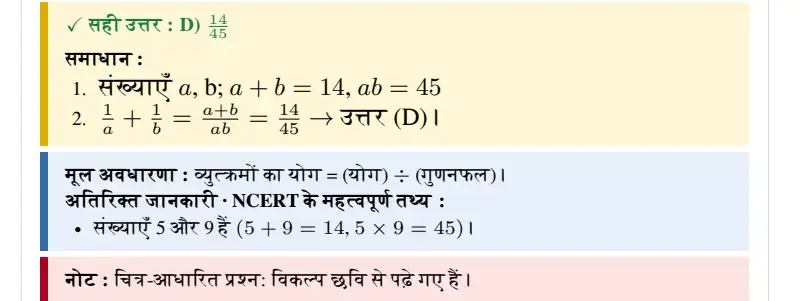 ✓ सही उत्तर : D) 14/45
समाधान :
1. संख्याएँ a, b; a + b = 14, ab = 45
2. 1/a + 1/b = (a+b)/(ab) = 14/45 → उत्तर (D)।
मूल अवधारणा : व्युत्क्रमों का योग = (योग) ÷ (गुणनफल)।
अतिरिक्त जानकारी · NCERT के महत्वपूर्ण तथ्य :
• संख्याएँ 5 और 9 हैं (5 + 9 = 14, 5 × 9 = 45)।
नोट : चित्र-आधारित प्रश्न: विकल्प छवि से पढ़े गए हैं।